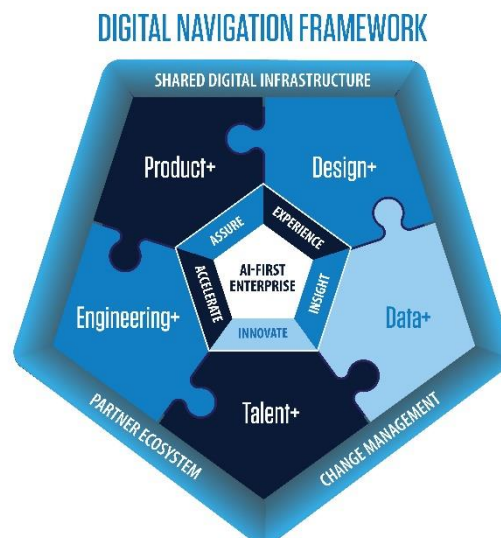 DIGITAL NAVIGATION FRAMEWORK
SHARED DIGITAL INFRASTRUCTURE
Product+
Design+
ASSURE
EXPERIENCE
AI-FIRST
ENTERPRISE
ACCELERATE
INSIGHT
INNOVATE
Engineering+
Data+
Talent+
PARTNER ECOSYSTEM
CHANGE MANAGEMENT